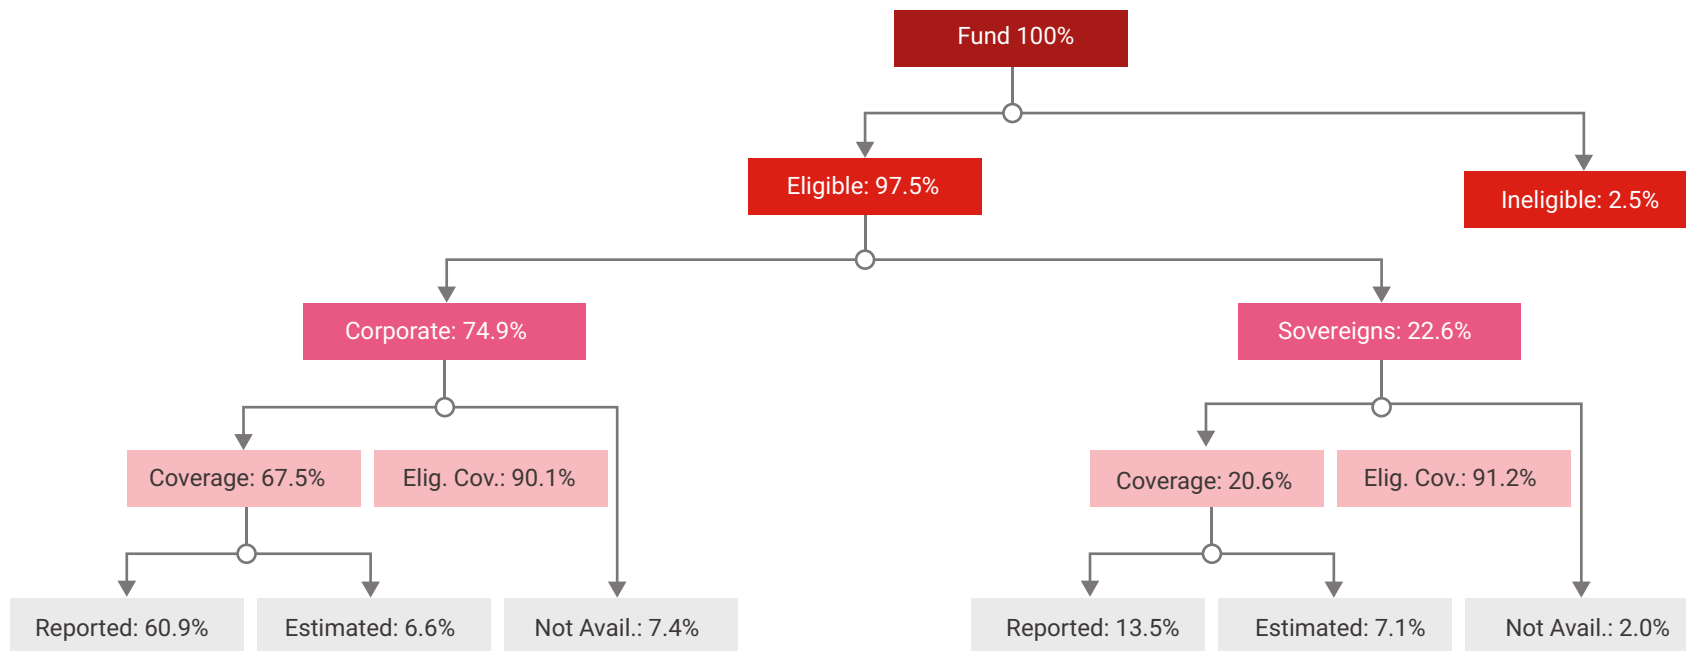 Fund 100%
Eligible: 97.5%
Ineligible: 2.5%
Corporate: 74.9%
Sovereigns: 22.6%
Coverage: 67.5%
Elig. Cov.: 90.1%
Coverage: 20.6%
Elig. Cov.: 91.2%
Reported: 60.9%
Estimated: 6.6%
Not Avail.: 7.4%
Reported: 13.5%
Estimated: 7.1%
Not Avail.: 2.0%